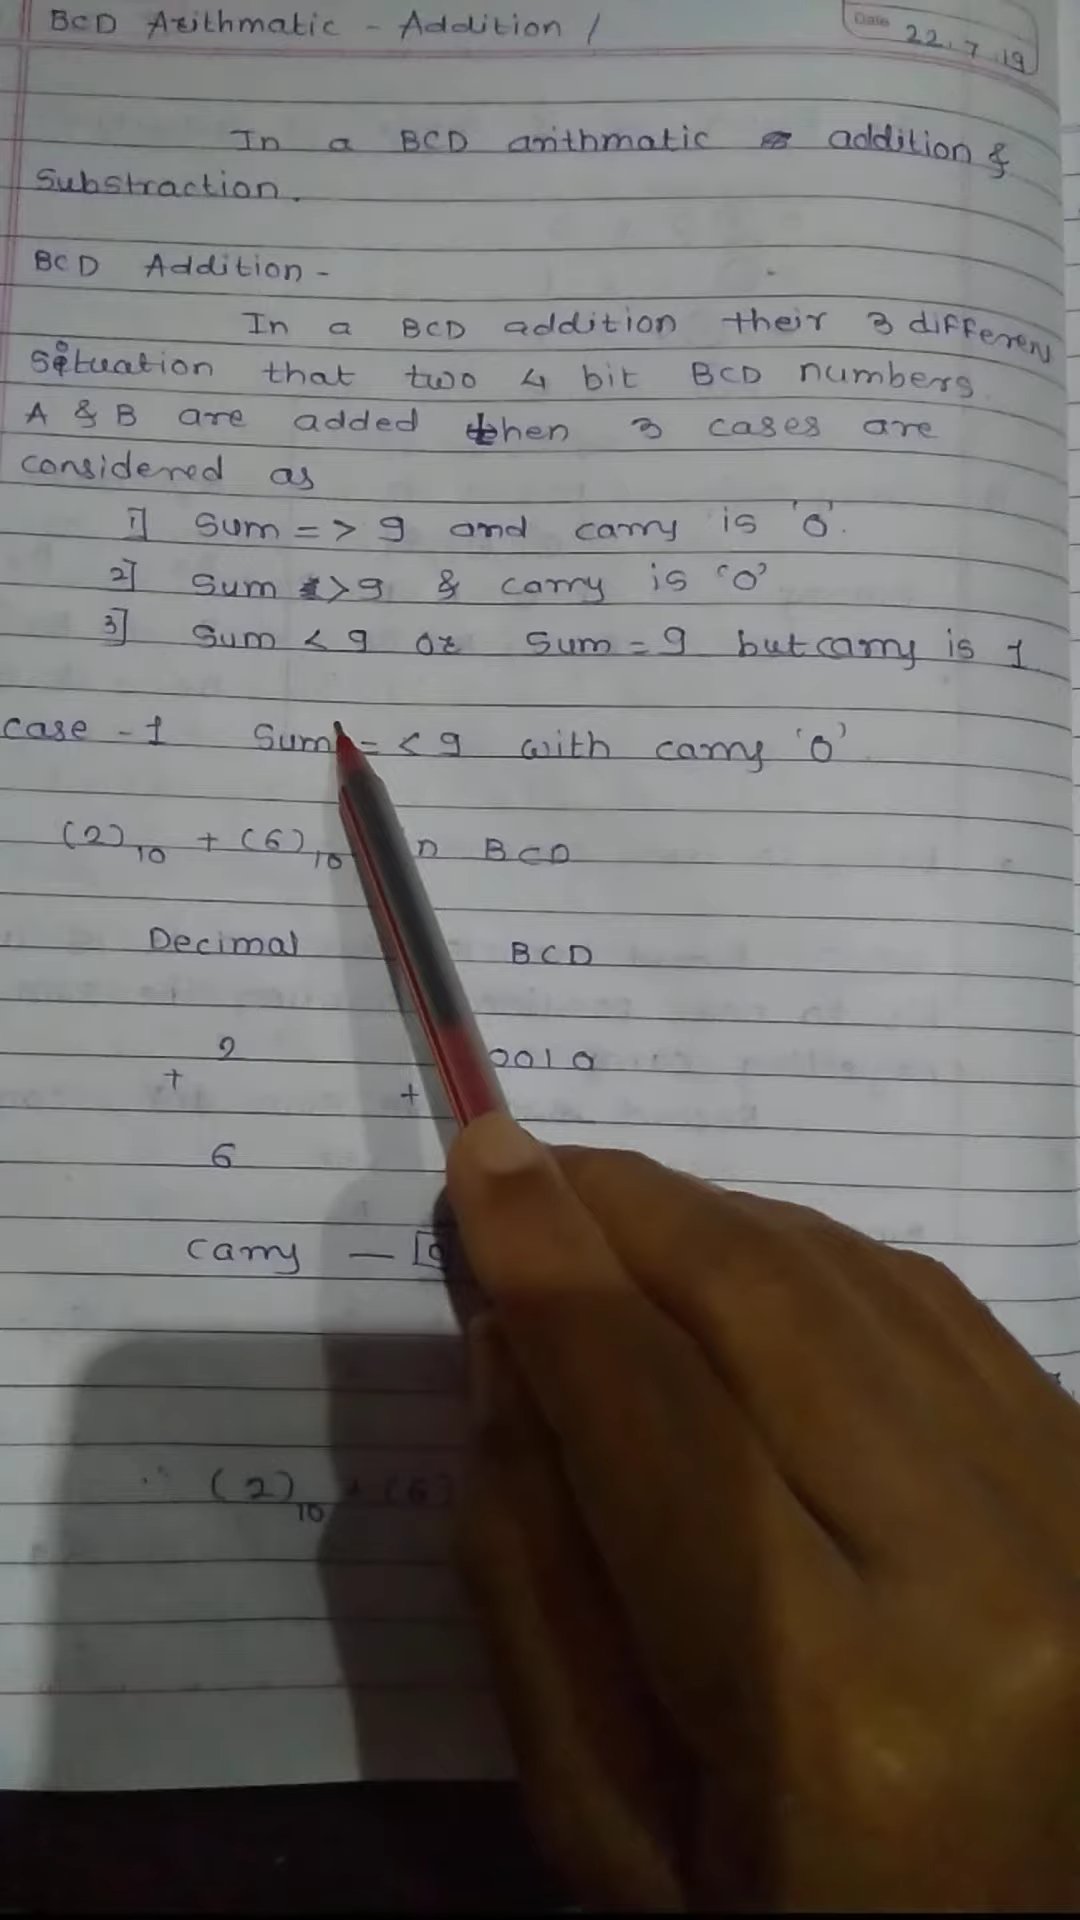 BCD Arithmatic - Addition /
Date 22.7.19
In a BCD arithmatic addition &
Substraction.
BCD Addition -
In a BCD addition their 3 differen
Situation that two 4 bit BCD numbers.
A & B are added then 3 cases are
considered as
1] Sum = > 9 and carry is '0'.
2] Sum > 9 & carry is '0'
3] Sum < 9 or Sum = 9 but carry is 1
case - 1 Sum = < 9 with carry '0'.
(2)10 + (6)10 n BCD
Decimal BCD
2 0010
+ +
6
carry — 0
∴ (2)10 + (6)